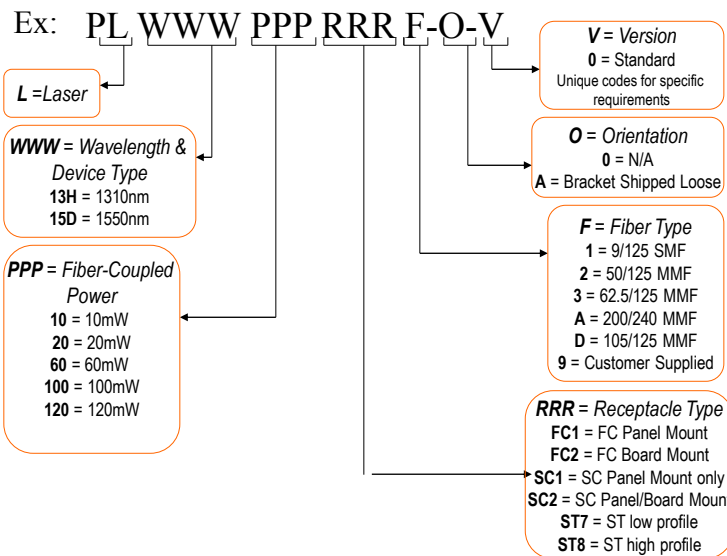 Ex: PL WWW PPP RRR F-O-V
L =Laser
WWW = Wavelength &
Device Type
13H = 1310nm
15D = 1550nm
PPP = Fiber-Coupled
Power
10 = 10mW
20 = 20mW
60 = 60mW
100 = 100mW
120 = 120mW
V = Version
0 = Standard
Unique codes for specific
requirements
O = Orientation
0 = N/A
A = Bracket Shipped Loose
F = Fiber Type
1 = 9/125 SMF
2 = 50/125 MMF
3 = 62.5/125 MMF
A = 200/240 MMF
D = 105/125 MMF
9 = Customer Supplied
RRR = Receptacle Type
FC1 = FC Panel Mount
FC2 = FC Board Mount
SC1 = SC Panel Mount only
SC2 = SC Panel/Board Moun
ST7 = ST low profile
ST8 = ST high profile